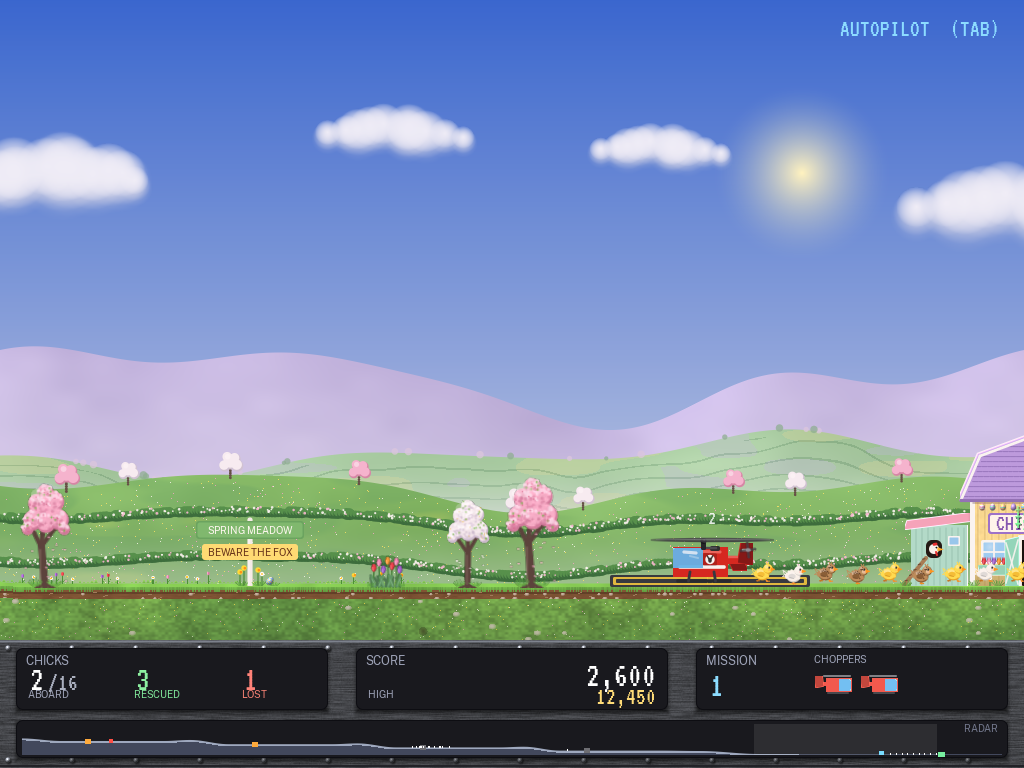 AUTOPILOT (TAB)
SPRING MEADOW
BEWARE THE FOX
2
CHICKS
2/16
ABOARD
3
RESCUED
1
LOST
SCORE
2,600
HIGH
12,450
MISSION
1
CHOPPERS
RADAR